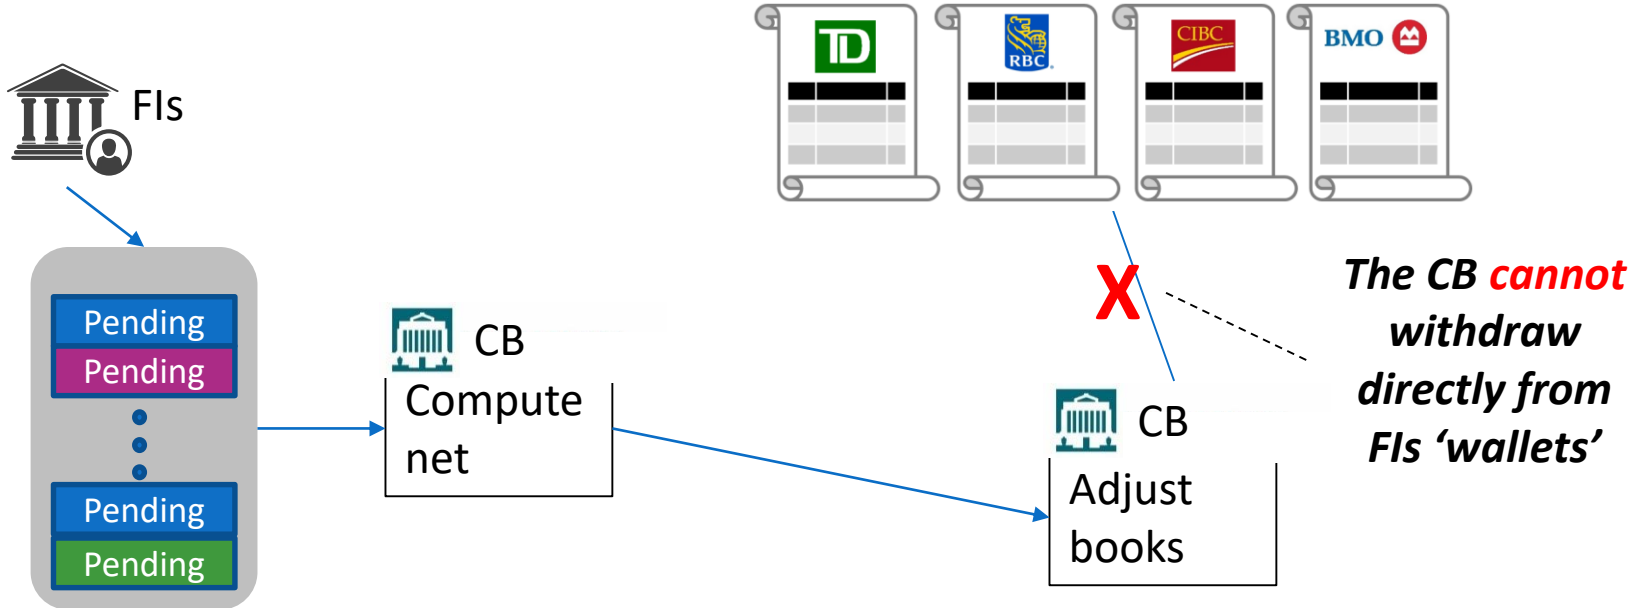 FIs
TD
RBC
CIBC
BMO
Pending
Pending
Pending
Pending
CB
Compute
net
CB
Adjust
books
X
The CB cannot
withdraw
directly from
FIs ‘wallets’